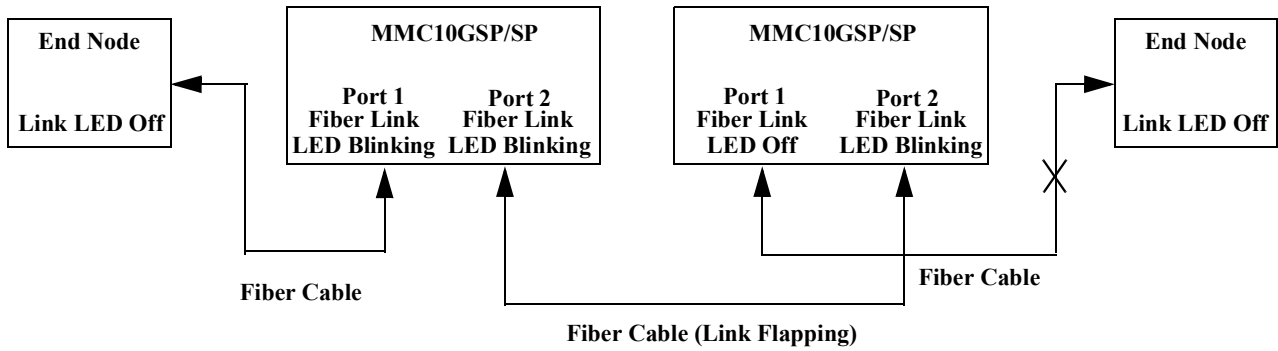 End Node
Link LED Off
MMC10GSP/SP
Port 1
Fiber Link
LED Blinking
Port 2
Fiber Link
LED Blinking
MMC10GSP/SP
Port 1
Fiber Link
LED Off
Port 2
Fiber Link
LED Blinking
End Node
Link LED Off
Fiber Cable
Fiber Cable
Fiber Cable (Link Flapping)